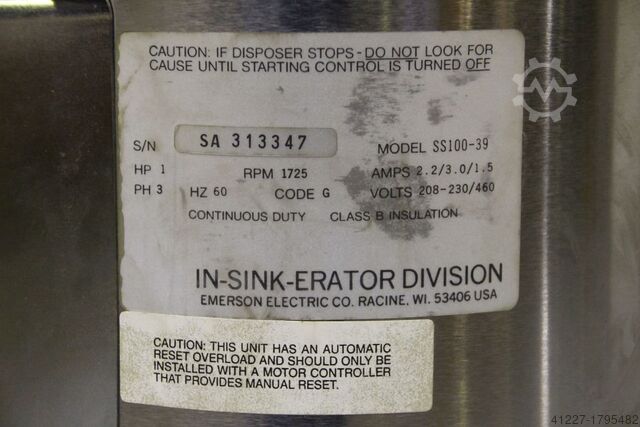 CAUTION: IF DISPOSER STOPS - DO NOT LOOK FOR
CAUSE UNTIL STARTING CONTROL IS TURNED OFF
S/N SA 313347 MODEL SS100-39
HP 1 RPM 1725 AMPS 2.2/3.0/1.5
PH 3 HZ 60 CODE G VOLTS 208-230/460
CONTINUOUS DUTY CLASS B INSULATION
IN-SINK-ERATOR DIVISION
EMERSON ELECTRIC CO. RACINE, WI. 53406 USA
CAUTION: THIS UNIT HAS AN AUTOMATIC
RESET OVERLOAD AND SHOULD ONLY BE
INSTALLED WITH A MOTOR CONTROLLER
THAT PROVIDES MANUAL RESET.
41227-1795482